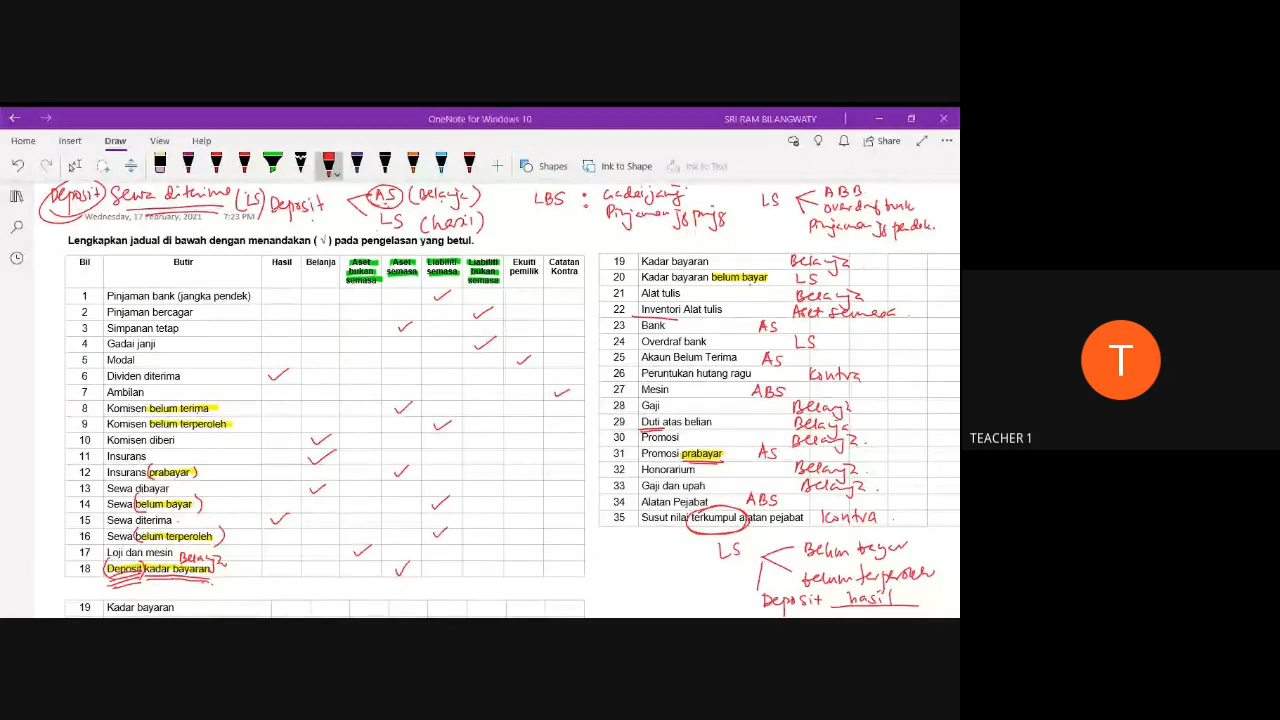 OneNote for Windows 10
SRI RAM BILANGWATY
Home Insert Draw View Help
Share
Shapes Ink to Shape Ink to Text
Deposit Sewa diterima (LS) Deposit AS (Belanja)
LS (hasil)
LBS : Gadai janji
Pinjaman jg pnjg
LS ABB
overdraf bank
Pinjaman jg pendek.
Wednesday, 17 February, 2021 7:23 PM
Lengkapkan jadual di bawah dengan menandakan ( √ ) pada pengelasan yang betul.
Bil Butir Hasil Belanja Aset bukan semasa Aset semasa Liabiliti semasa Liabiliti bukan semasa Ekuiti pemilik Catatan Kontra
1 Pinjaman bank (jangka pendek) ✓
2 Pinjaman bercagar ✓
3 Simpanan tetap ✓
4 Gadai janji ✓
5 Modal ✓
6 Dividen diterima ✓
7 Ambilan ✓
8 Komisen belum terima ✓
9 Komisen belum terperoleh ✓
10 Komisen diberi ✓
11 Insurans ✓
12 Insurans (prabayar) ✓
13 Sewa dibayar ✓
14 Sewa (belum bayar) ✓
15 Sewa diterima ✓
16 Sewa (belum terperoleh) ✓
17 Loji dan mesin ✓
Belanja
18 Deposit kadar bayaran ✓
19 Kadar bayaran
19 Kadar bayaran Belanja
20 Kadar bayaran belum bayar LS
21 Alat tulis Belanja
22 Inventori Alat tulis Aset Semasa
23 Bank AS
24 Overdraf bank LS
25 Akaun Belum Terima AS
26 Peruntukan hutang ragu Kontra
27 Mesin ABS
28 Gaji Belanja
29 Duti atas belian Belanja
30 Promosi Belanja
31 Promosi prabayar AS
32 Honorarium Belanja
33 Gaji dan upah Belanja
34 Alatan Pejabat ABS
35 Susut nilai terkumpul alatan pejabat Kontra
LS Belum bayar
belum terperoleh
Deposit hasil
T
TEACHER 1